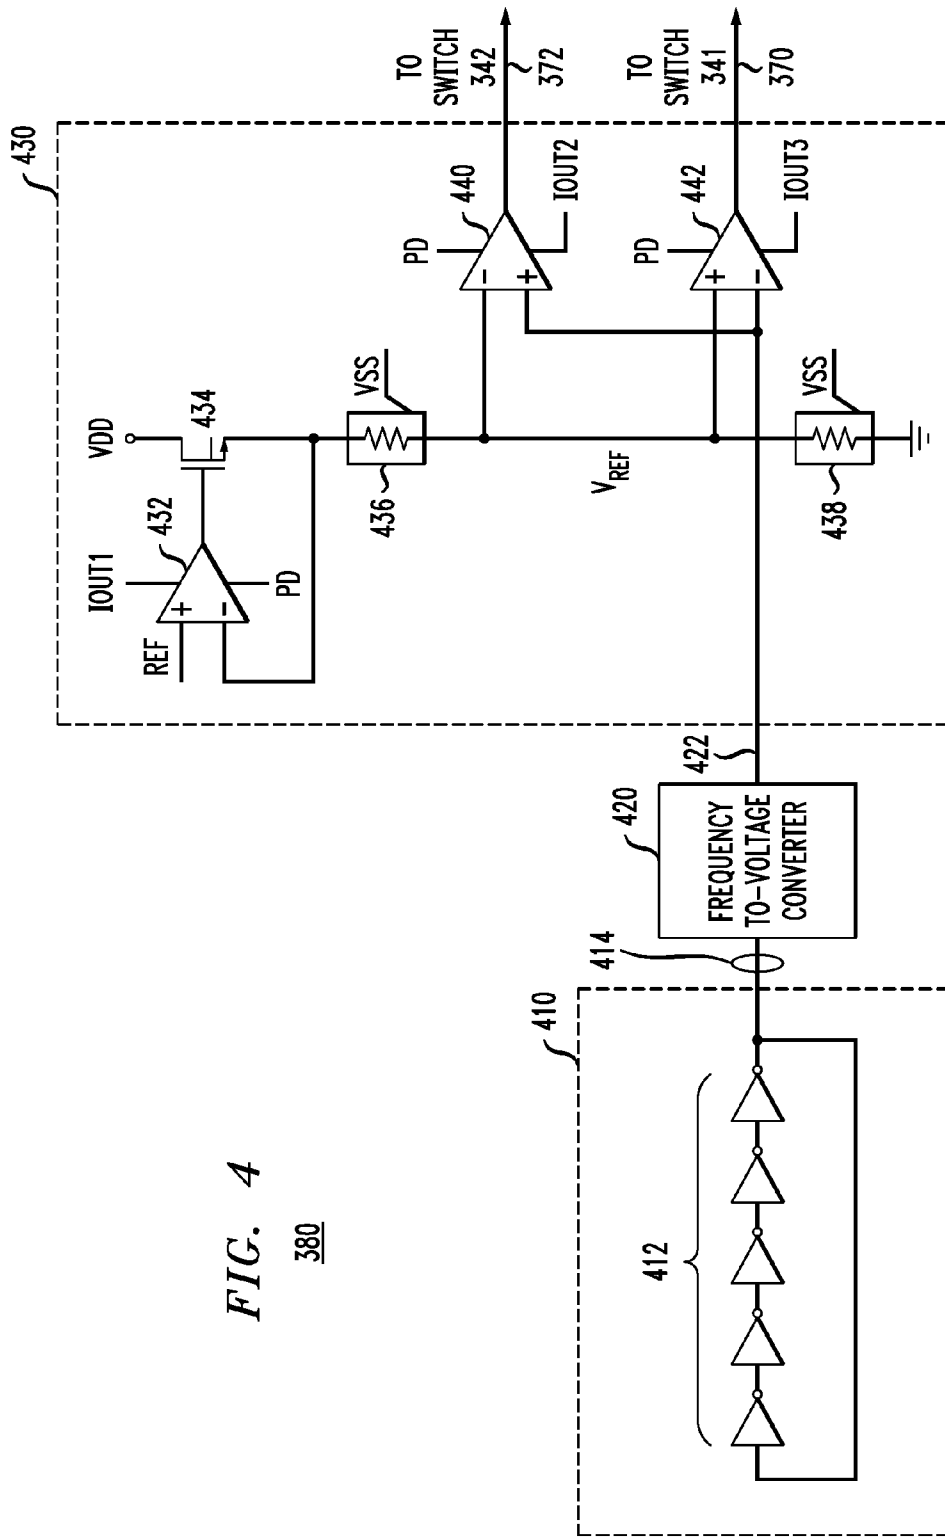 FIG. 4
380
410
412
414
420
FREQUENCY
TO-VOLTAGE
CONVERTER
422
430
IOUT1
REF
+
-
432
PD
VDD
434
436
VSS
VREF
438
VSS
PD
-
+
440
IOUT2
TO
SWITCH
342
372
PD
+
-
442
IOUT3
TO
SWITCH
341
370